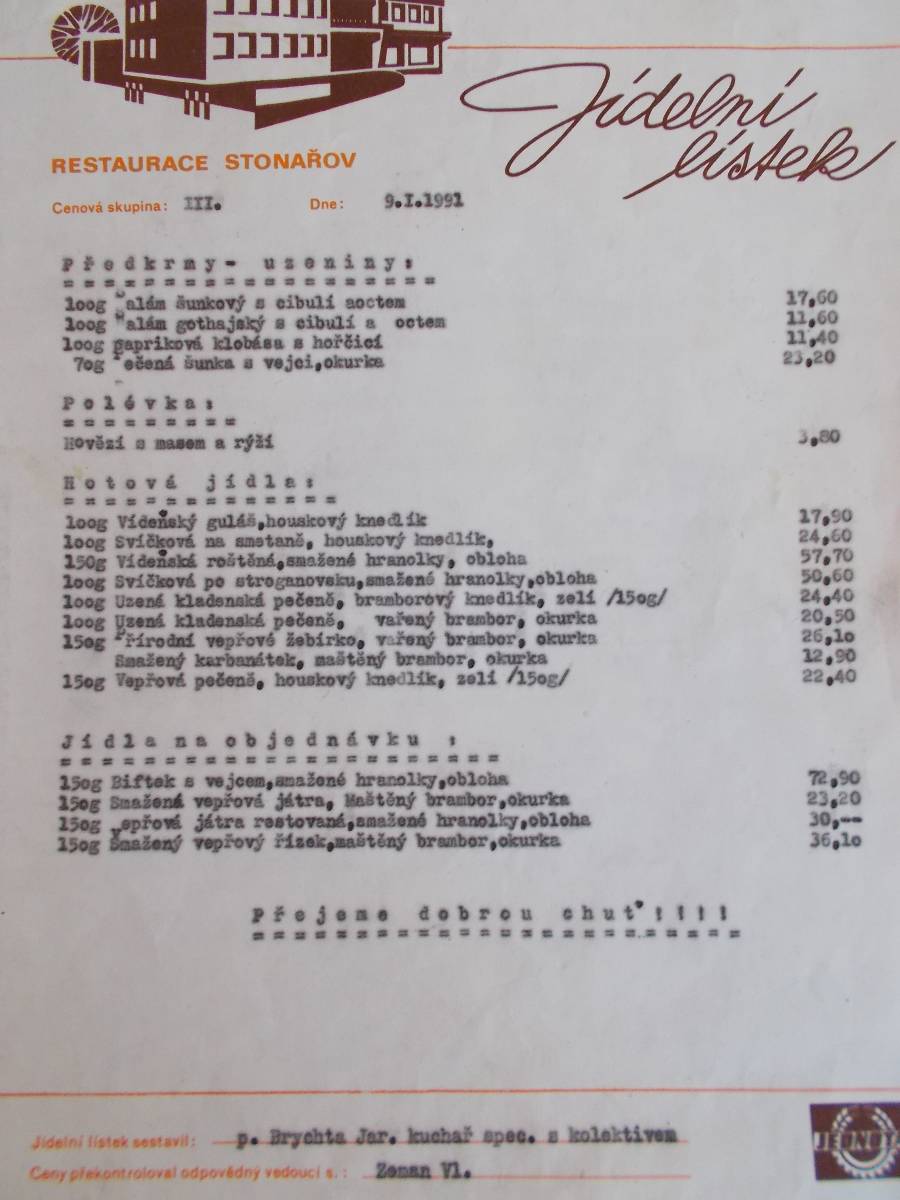 Jídelní
lístek
RESTAURACE STONAŘOV
Cenová skupina: III. Dne: 9.I.1991
Předkrmy- uzeniny:
==================
100g alám šunkový s cibulí aoctem 17,60
100g alám gothajský s cibulí a octem 11,60
100g papriková klobása s hořčicí 11,40
70g ečená šunka s vejci,okurka 23,20
Polévka:
=========
Hovězí s masem a rýží 3,80
Hotová jídla:
==============
100g Vídeňský guláš,houskový knedlík 17,90
100g Svíčková na smetaně, houskový knedlík, 24,60
150g Vídeňská roštěná,smažené hranolky, obloha 57,70
100g Svíčková po stroganovsku,smažené hranolky,obloha 50,60
100g Uzená kladenská pečeně, bramborový knedlík, zelí /150g/ 24,40
100g Uzená kladenská pečeně, vařený brambor, okurka 20,50
150g Přírodní vepřové žebírko, vařený brambor, okurka 26,10
Smažený karbanátek, maštěný brambor, okurka 12,90
150g Vepřová pečeně, houskový knedlík, zelí /150g/ 22,40
Jídla na objednávku :
======================
150g Biftek s vejcem,smažené hranolky,obloha 72,90
150g Smažená vepřová játra, Maštěný brambor,okurka 23,20
150g epřová játra restovaná,smažené hranolky,obloha 30,--
150g Smažený vepřový řízek,maštěný brambor,okurka 36,10
Přejeme dobrou chuť!!!!
========================
Jídelní lístek sestavil: p. Brychta Jar. kuchař spec. s kolektivem
Ceny překontroloval odpovědný vedoucí s.: Zeman Vl.
JEDNOT